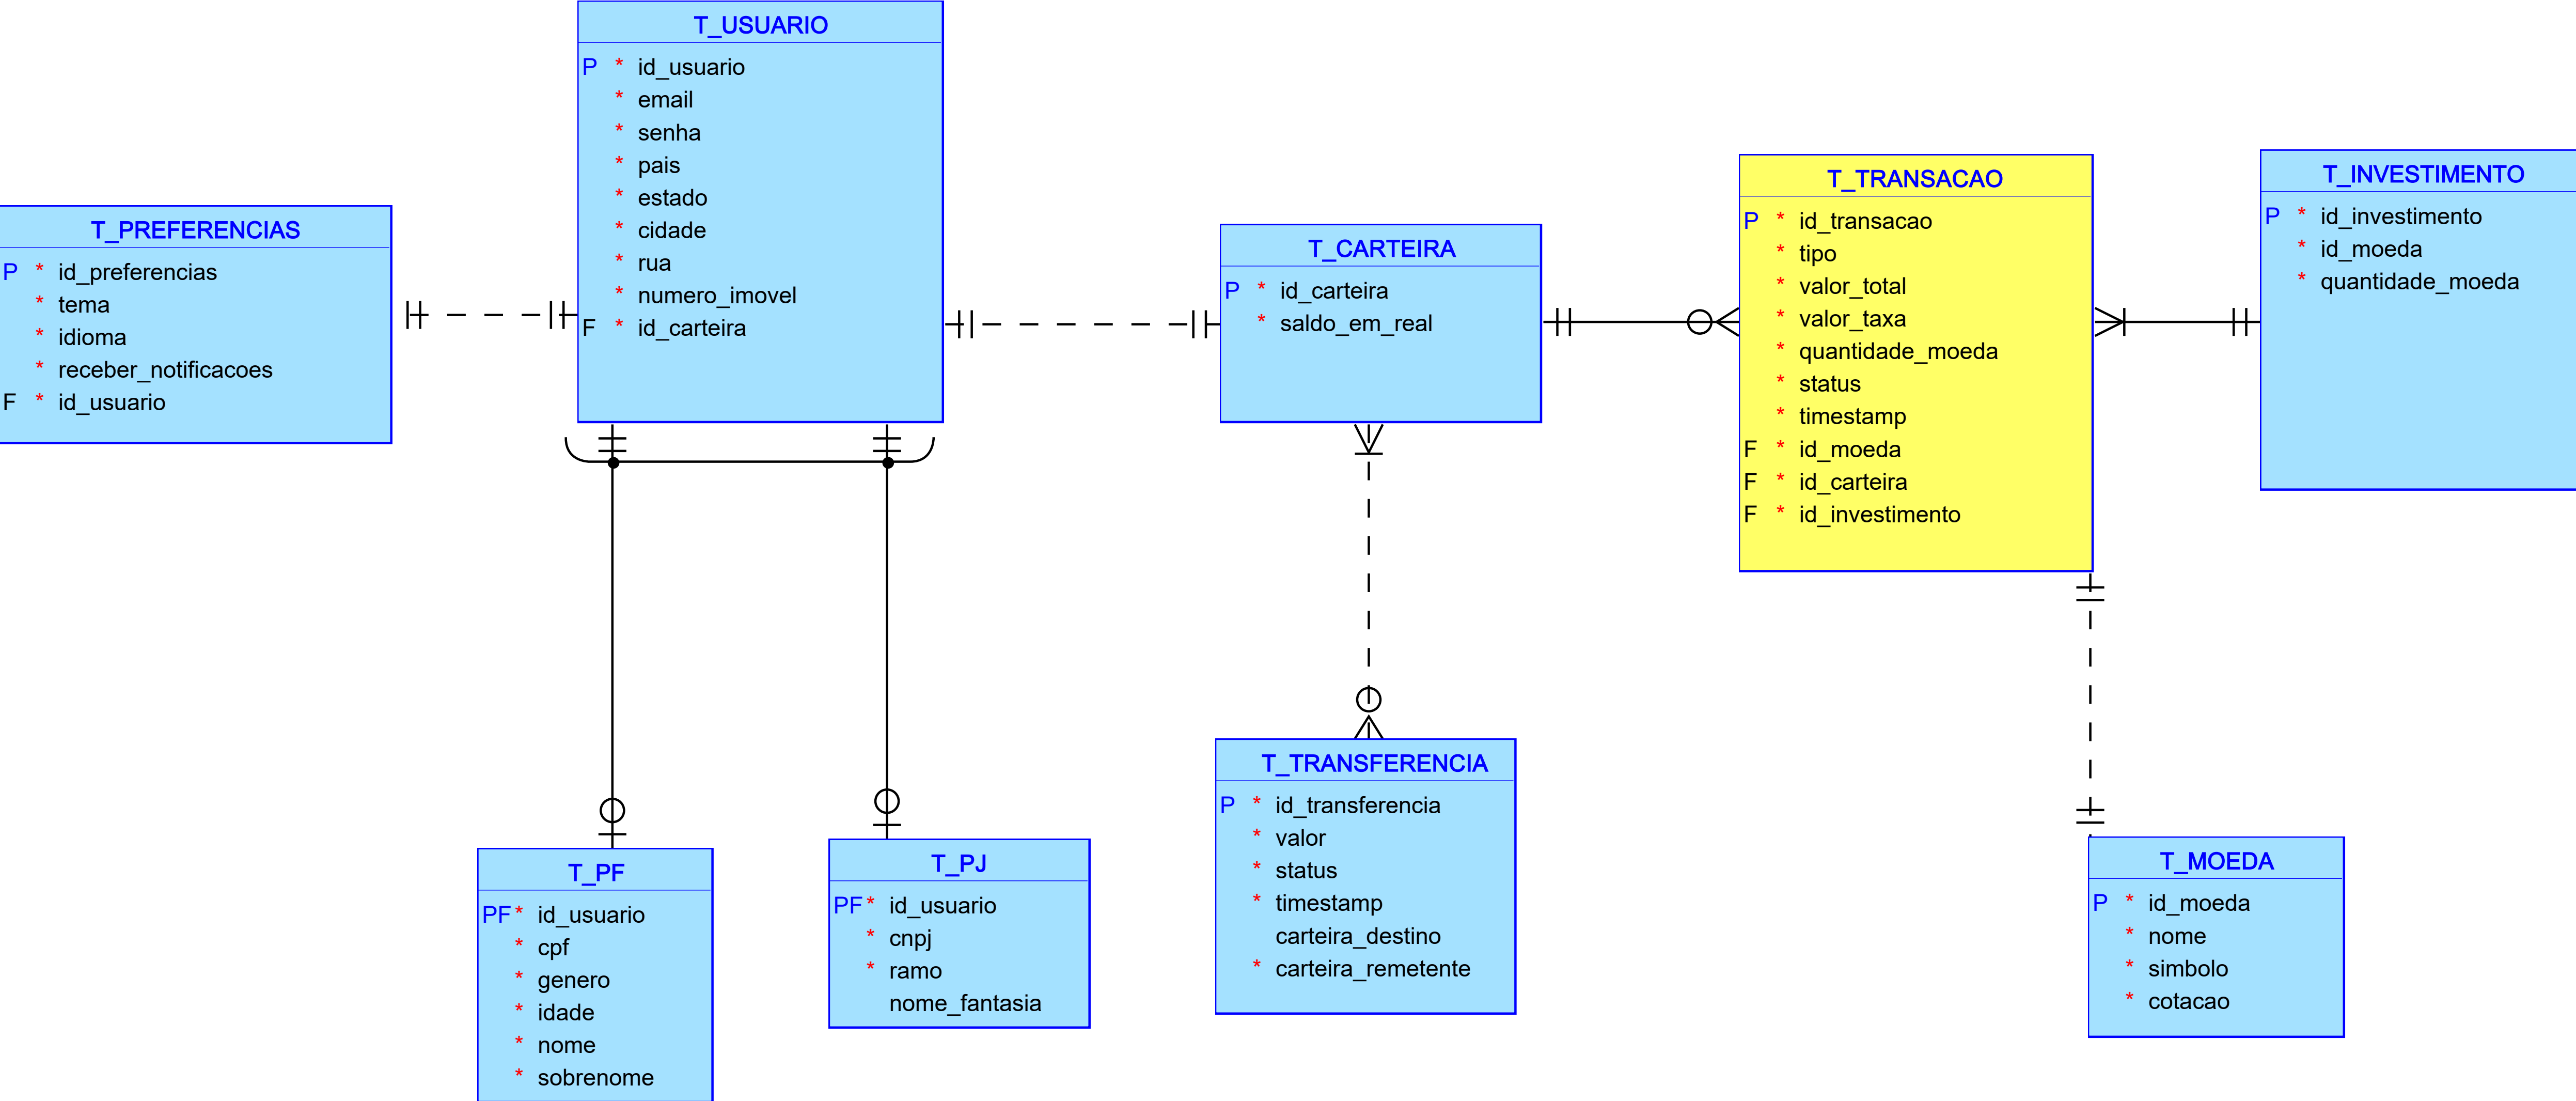 T_PREFERENCIAS
P * id_preferencias
* tema
* idioma
* receber_notificacoes
F * id_usuario
T_USUARIO
P * id_usuario
* email
* senha
* pais
* estado
* cidade
* rua
* numero_imovel
F * id_carteira
T_CARTEIRA
P * id_carteira
* saldo_em_real
T_TRANSACAO
P * id_transacao
* tipo
* valor_total
* valor_taxa
* quantidade_moeda
* status
* timestamp
F * id_moeda
F * id_carteira
F * id_investimento
T_INVESTIMENTO
P * id_investimento
* id_moeda
* quantidade_moeda
T_PF
PF * id_usuario
* cpf
* genero
* idade
* nome
* sobrenome
T_PJ
PF * id_usuario
* cnpj
* ramo
nome_fantasia
T_TRANSFERENCIA
P * id_transferencia
* valor
* status
* timestamp
carteira_destino
* carteira_remetente
T_MOEDA
P * id_moeda
* nome
* simbolo
* cotacao